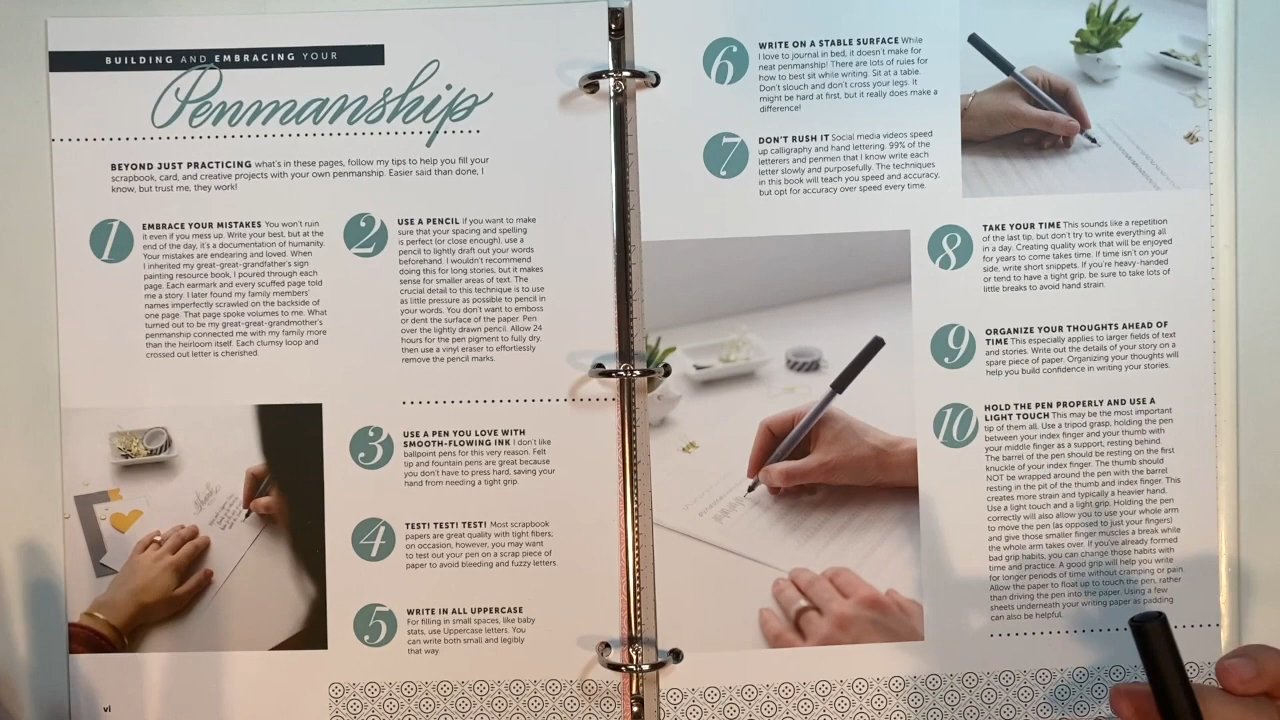 BUILDING AND EMBRACING YOUR
Penmanship
BEYOND JUST PRACTICING what's in these pages, follow my tips to help you fill your
scrapbook, card, and creative projects with your own penmanship. Easier said than done, I
know, but trust me, they work!
1
EMBRACE YOUR MISTAKES You won't ruin
it even if you mess up. Write your best, but at the
end of the day, it's a documentation of humanity.
Your mistakes are endearing and loved. When
I inherited my great-great-grandfather's sign
painting resource book, I poured through each
page. Each earmark and every scuffed page told
me a story. I later found my family members'
names imperfectly scrawled on the backside of
one page. That page spoke volumes to me. What
turned out to be my great-great-grandmother's
penmanship connected me with my family more
than the heirloom itself. Each clumsy loop and
crossed out letter is cherished.
2
USE A PENCIL If you want to make
sure that your spacing and spelling
is perfect (or close enough), use a
pencil to lightly draft out your words
beforehand. I wouldn't recommend
doing this for long stories, but it makes
sense for smaller areas of text. The
crucial detail to this technique is to use
as little pressure as possible to pencil in
your words. You don't want to emboss
or dent the surface of the paper. Pen
over the lightly drawn pencil. Allow 24
hours for the pen pigment to fully dry,
then use a vinyl eraser to effortlessly
remove the pencil marks.
3
USE A PEN YOU LOVE WITH
SMOOTH-FLOWING INK I don't like
ballpoint pens for this very reason. Felt
tip and fountain pens are great because
you don't have to press hard, saving your
hand from needing a tight grip.
4
TEST! TEST! TEST! Most scrapbook
papers are great quality with tight fibers;
on occasion, however, you may want
to test out your pen on a scrap piece of
paper to avoid bleeding and fuzzy letters
5
WRITE IN ALL UPPERCASE
For filling in small spaces, like baby
stats, use Uppercase letters. You
can write both small and legibly
that way.
vi
6
WRITE ON A STABLE SURFACE While
I love to journal in bed, it doesn't make for
neat penmanship! There are lots of rules for
how to best sit while writing. Sit at a table.
Don't slouch and don't cross your legs. It
might be hard at first, but it really does make a
difference!
7
DON'T RUSH IT Social media videos speed
up calligraphy and hand lettering. 99% of the
letterers and penmen that I know write each
letter slowly and purposefully. The techniques
in this book will teach you speed and accuracy,
but opt for accuracy over speed every time.
8
TAKE YOUR TIME This sounds like a repetition
of the last tip, but don't try to write everything all
in a day. Creating quality work that will be enjoyed
for years to come takes time. If time isn't on your
side, write short snippets. If you're heavy-handed
or tend to have a tight grip, be sure to take lots of
little breaks to avoid hand strain.
9
ORGANIZE YOUR THOUGHTS AHEAD OF
TIME This especially applies to larger fields of text
and stories. Write out the details of your story on a
spare piece of paper. Organizing your thoughts will
help you build confidence in writing your stories.
10
HOLD THE PEN PROPERLY AND USE A
LIGHT TOUCH This may be the most important
tip of them all. Use a tripod grasp, holding the pen
between your index finger and your thumb with
your middle finger as a support, resting behind.
The barrel of the pen should be resting on the first
knuckle of your index finger. The thumb should
NOT be wrapped around the pen with the barrel
resting in the pit of the thumb and index finger. This
creates more strain and typically a heavier hand.
Use a light touch and a light grip. Holding the pen
correctly will also allow you to use your whole arm
to move the pen (as opposed to just your fingers)
and give those smaller finger muscles a break while
the whole arm takes over. If you've already formed
bad grip habits, you can change those habits with
time and practice. A good grip will help you write
for longer periods of time without cramping or pain.
Allow the paper to float up to touch the pen, rather
than driving the pen into the paper. Using a few
sheets underneath your writing paper as padding
can also be helpful.